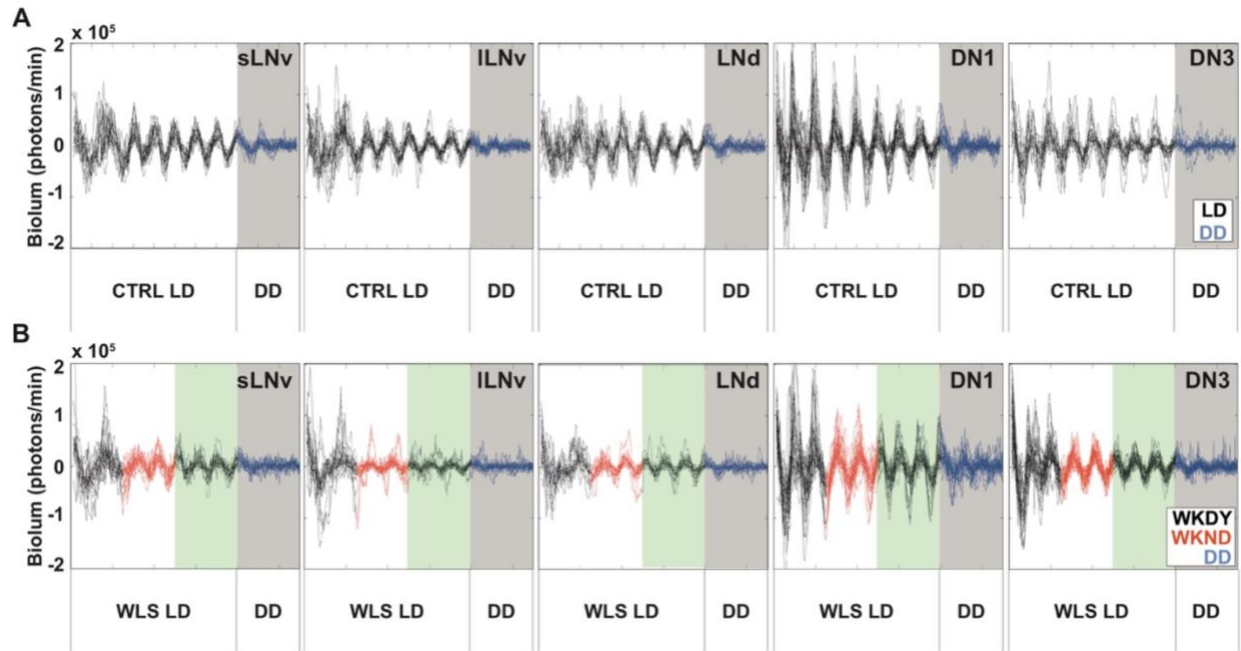 A
x 10⁵
Biolum (photons/min)
2
1
0
-1
-2
sLNv
lLNv
LNd
DN1
DN3
LD
DD
CTRL LD
DD
CTRL LD
DD
CTRL LD
DD
CTRL LD
DD
CTRL LD
DD
B
x 10⁵
Biolum (photons/min)
2
1
0
-1
-2
sLNv
lLNv
LNd
DN1
DN3
WKDY
WKND
DD
WLS LD
DD
WLS LD
DD
WLS LD
DD
WLS LD
DD
WLS LD
DD